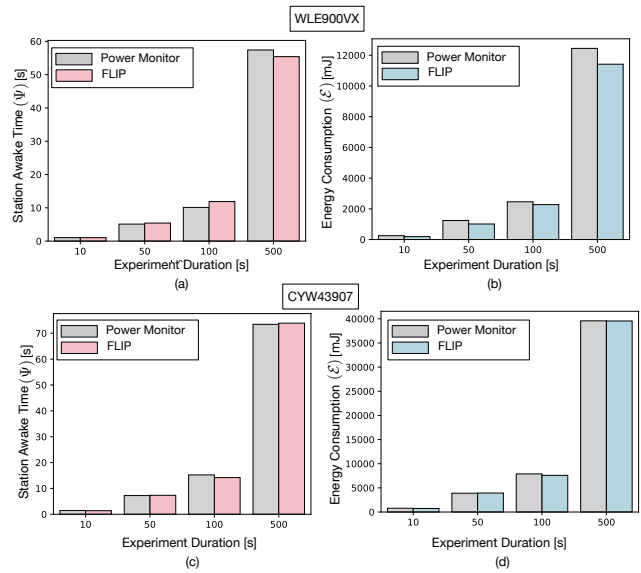 WLE900VX
Station Awake Time (Ψ) [s]
60
50
40
30
20
10
0
Power Monitor
FLIP
10 50 100 500
Experiment Duration [s]
(a)
Energy Consumption (ℰ) [mJ]
12000
10000
8000
6000
4000
2000
0
Power Monitor
FLIP
10 50 100 500
Experiment Duration [s]
(b)
CYW43907
Station Awake Time (Ψ) [s]
70
60
50
40
30
20
10
0
Power Monitor
FLIP
10 50 100 500
Experiment Duration [s]
(c)
Energy Consumption (ℰ) [mJ]
40000
35000
30000
25000
20000
15000
10000
5000
0
Power Monitor
FLIP
10 50 100 500
Experiment Duration [s]
(d)